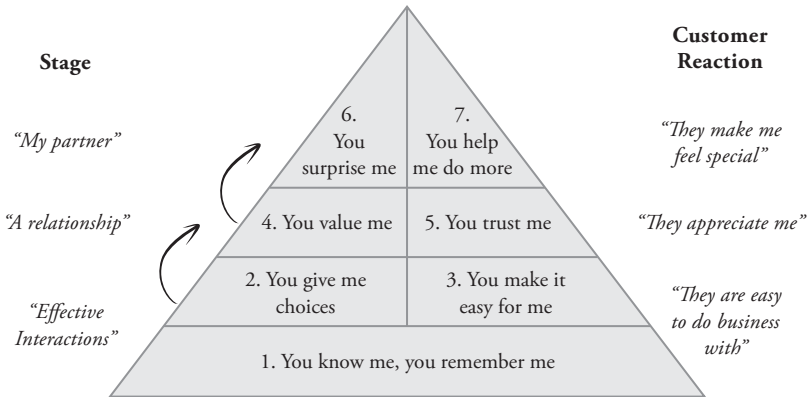 Stage
Customer
Reaction
“My partner”
6.
You
surprise me
7.
You help
me do more
“They make me
feel special”
“A relationship”
4. You value me
5. You trust me
“They appreciate me”
“Effective
Interactions”
2. You give me
choices
3. You make it
easy for me
“They are easy
to do business
with”
1. You know me, you remember me